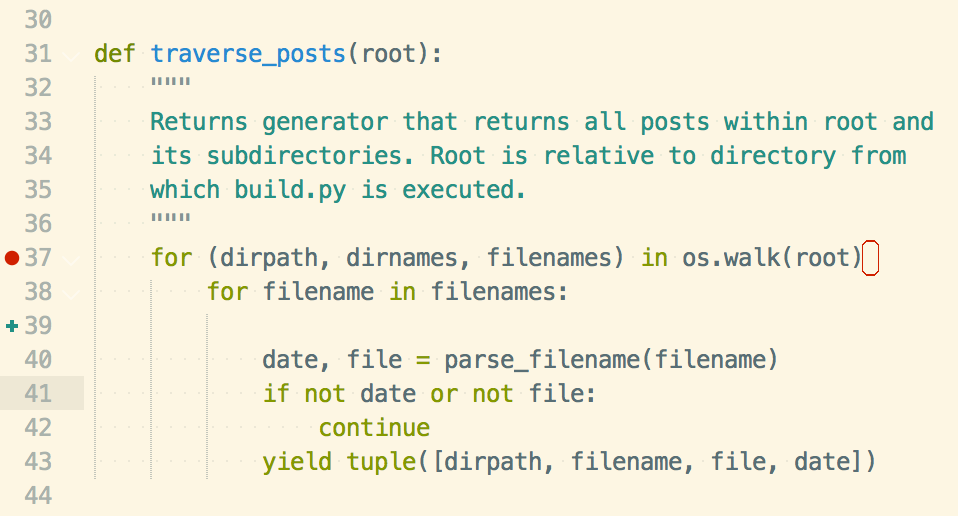 30
31 def traverse_posts(root):
32 """
33 Returns generator that returns all posts within root and
34 its subdirectories. Root is relative to directory from
35 which build.py is executed.
36 """
37 for (dirpath, dirnames, filenames) in os.walk(root)
38 for filename in filenames:
39
40 date, file = parse_filename(filename)
41 if not date or not file:
42 continue
43 yield tuple([dirpath, filename, file, date])
44